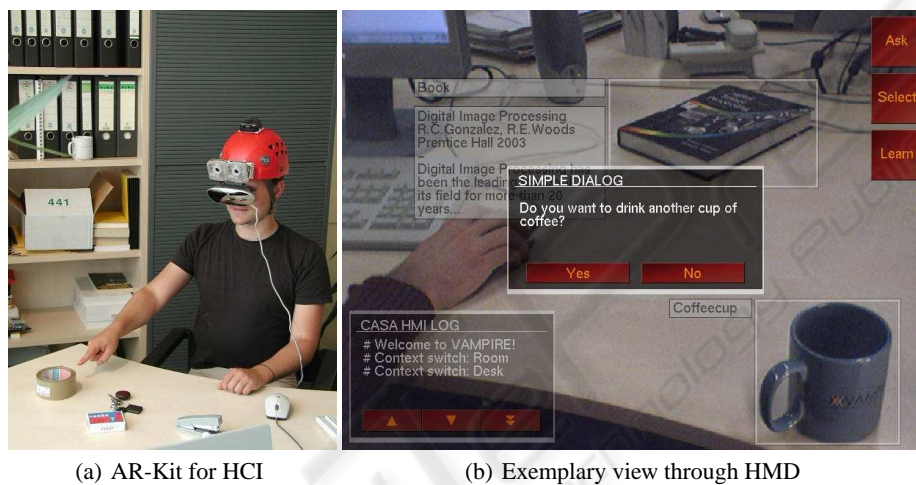 441
Book
Digital Image Processing
R.C.Gonzalez, R.E.Woods
Prentice Hall 2003
–
Digital Image Processing has
been the leading
its field for more than 20
years...
SIMPLE DIALOG
Do you want to drink another cup of
coffee?
Yes
No
Ask
Select
Learn
Coffeecup
CASA HMI LOG
# Welcome to VAMPIRE!
# Context switch: Room
# Context switch: Desk
(a) AR-Kit for HCI
(b) Exemplary view through HMD